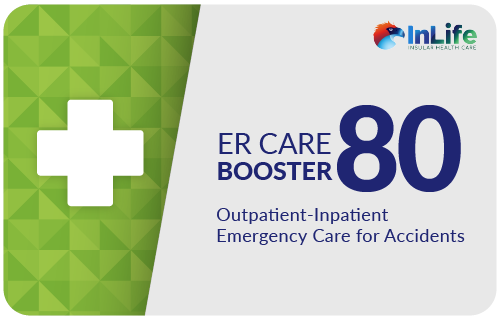 InLife
INSULAR HEALTH CARE
ER CARE
BOOSTER 80
Outpatient-Inpatient
Emergency Care for Accidents